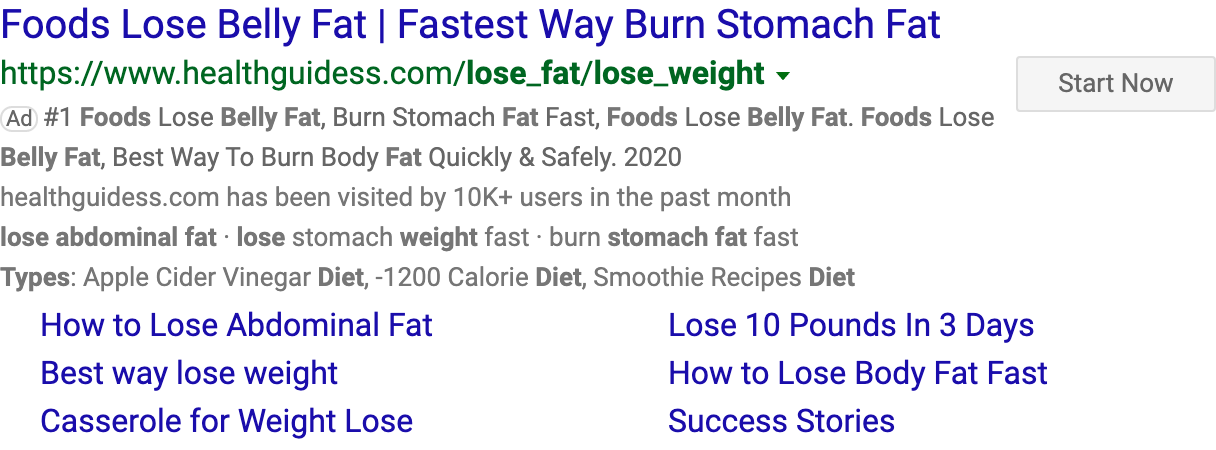 Foods Lose Belly Fat | Fastest Way Burn Stomach Fat
https://www.healthguidess.com/lose_fat/lose_weight
Start Now
Ad #1 Foods Lose Belly Fat, Burn Stomach Fat Fast, Foods Lose Belly Fat. Foods Lose
Belly Fat, Best Way To Burn Body Fat Quickly & Safely. 2020
healthguidess.com has been visited by 10K+ users in the past month
lose abdominal fat · lose stomach weight fast · burn stomach fat fast
Types: Apple Cider Vinegar Diet, -1200 Calorie Diet, Smoothie Recipes Diet
How to Lose Abdominal Fat
Lose 10 Pounds In 3 Days
Best way lose weight
How to Lose Body Fat Fast
Casserole for Weight Lose
Success Stories